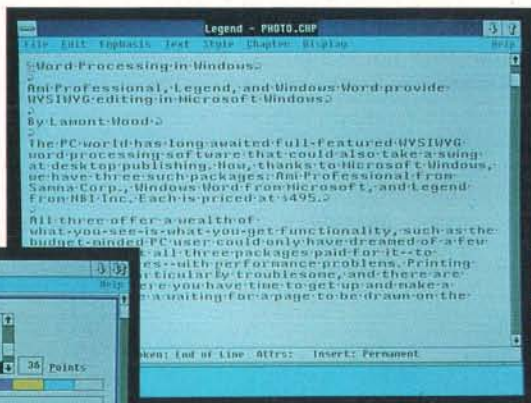 Legend - PHOTO.CHP
File Edit Emphasis Text Style Chapter Display Help
Word·Processing·in·Windows
Ami·Professional,·Legend,·and·Windows·Word·provide·
WYSIWYG·editing·in·Microsoft·Windows
By·Lamont·Wood
The·PC·world·has·long·awaited·full-featured·WYSIWYG·
word·processing·software·that·could·also·take·a·swing·
at·desktop·publishing.·Now,·thanks·to·Microsoft·Windows,·
we·have·three·such·packages:·Ami·Professional·from·
Samna·Corp.,·Windows·Word·from·Microsoft,·and·Legend·
from·NBI·Inc.·Each·is·priced·at·$495.
All·three·offer·a·wealth·of·
what-you-see-is-what-you-get·functionality,·such·as·the·
budget-minded·PC·user·could·only·have·dreamed·of·a·few·
all·three·packages·paid·for·it--to·
--with·performance·problems.·Printing·
particularly·troublesome,·and·there·are·
you·have·time·to·get·up·and·make·a·
a·waiting·for·a·page·to·be·drawn·on·the·
End of Line Attrs: Insert: Permanent
Help
36 Points